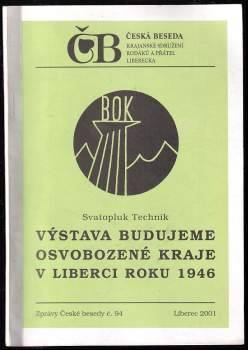 ČB
ČESKÁ BESEDA
KRAJANSKÉ SDRUŽENÍ
RODÁKŮ A PŘÁTEL
LIBERECKA
BOK
Svatopluk Technik
VÝSTAVA BUDUJEME
OSVOBOZENÉ KRAJE
V LIBERCI ROKU 1946
Zprávy České besedy č. 94
Liberec 2001